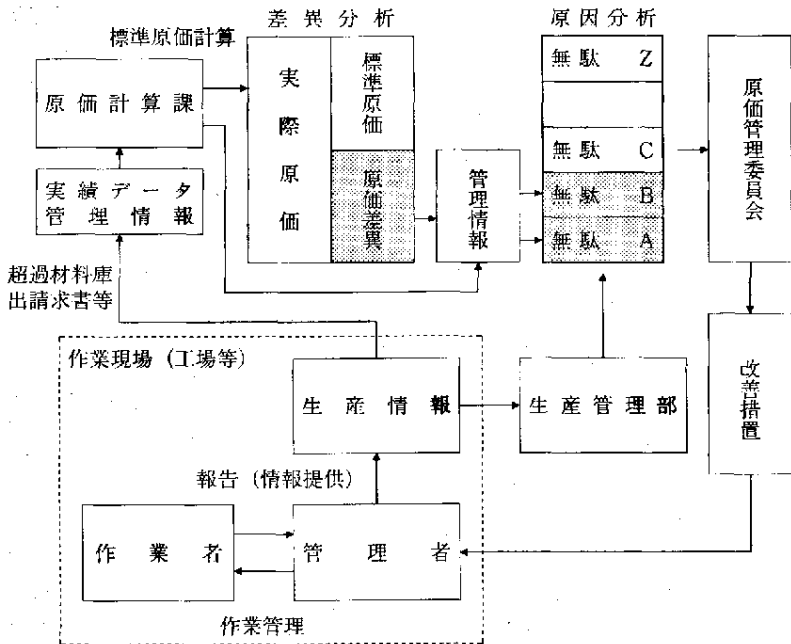 差異分析
原因分析
標準原価計算
原価計算課
実際原価
標準原価
原価差異
管理情報
無駄 Z
無駄 C
無駄 B
無駄 A
原価管理委員会
実績データ
管理情報
超過材料庫
出請求書等
作業現場（工場等）
生産情報
生産管理部
改善措置
報告（情報提供）
作業者
管理者
作業管理